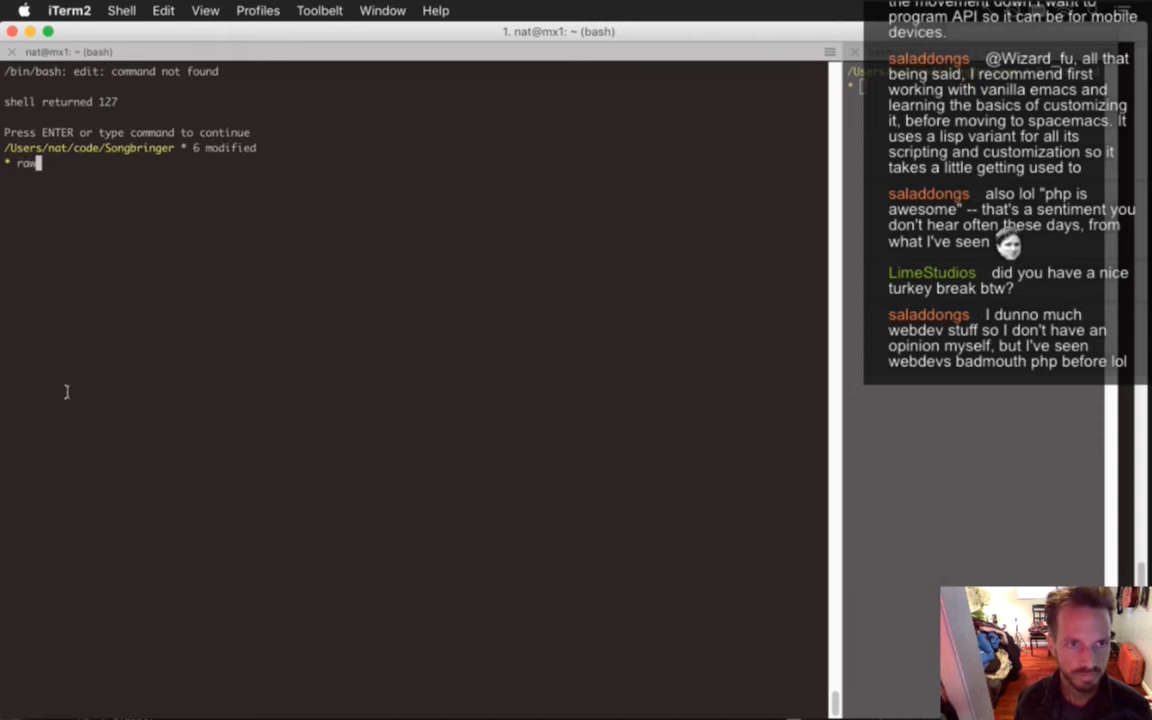 iTerm2 Shell Edit View Profiles Toolbelt Window Help
1. nat@mx1: ~ (bash)
nat@mx1: ~ (bash)
/bin/bash: edit: command not found
shell returned 127
Press ENTER or type command to continue
/Users/nat/code/Songbringer * 6 modified
* raw
/Users
*
the movement down I want to
program API so it can be for mobile
devices.
saladdongs @Wizard_fu, all that
being said, I recommend first
working with vanilla emacs and
learning the basics of customizing
it, before moving to spacemacs. It
uses a lisp variant for all its
scripting and customization so it
takes a little getting used to
saladdongs also lol "php is
awesome" -- that's a sentiment you
don't hear often these days, from
what I've seen
LimeStudios did you have a nice
turkey break btw?
saladdongs I dunno much
webdev stuff so I don't have an
opinion myself, but I've seen
webdevs badmouth php before lol